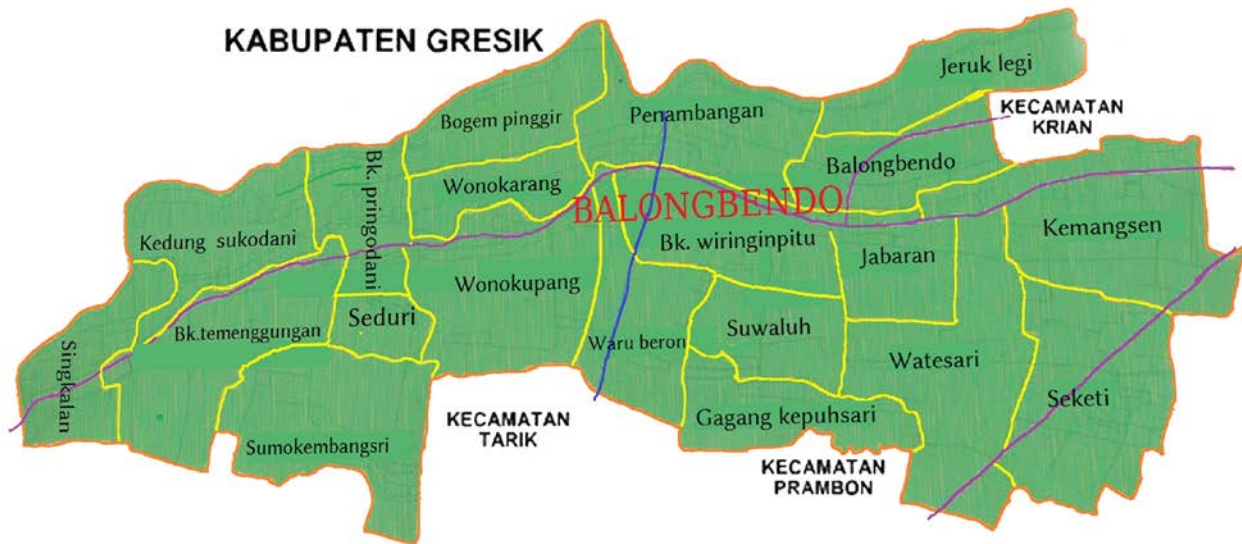 KABUPATEN GRESIK
Jeruk legi
KECAMATAN
KRIAN
Bogem pinggir
Penambangan
Bk. pringodani
Wonokarang
Balongbendo
BALONGBENDO
Kedung sukodani
Bk. wiringinpitu
Kemangsen
Jabaran
Wonokupang
Bk.temenggungan
Seduri
Suwaluh
Waru beron
Watesari
Singkalan
Seketi
KECAMATAN
TARIK
Gagang kepuhsari
Sumokembangsri
KECAMATAN
PRAMBON